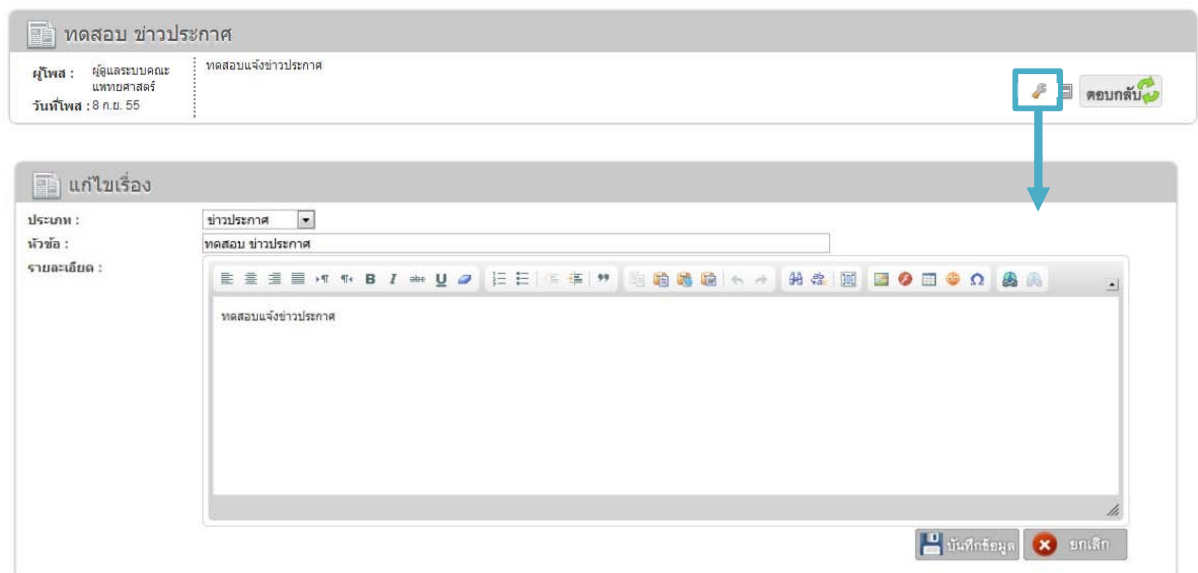 ทดสอบ ข่าวประกาศ
ผู้โพส : ผู้ดูแลระบบคณะ ทดสอบแจ้งข่าวประกาศ
แพทยศาสตร์
วันที่โพส : 8 ก.ย. 55
ตอบกลับ
แก้ไขเรื่อง
ประเภท : ข่าวประกาศ
หัวข้อ : ทดสอบ ข่าวประกาศ
รายละเอียด :
B I abc U
ทดสอบแจ้งข่าวประกาศ
บันทึกข้อมูล ยกเลิก